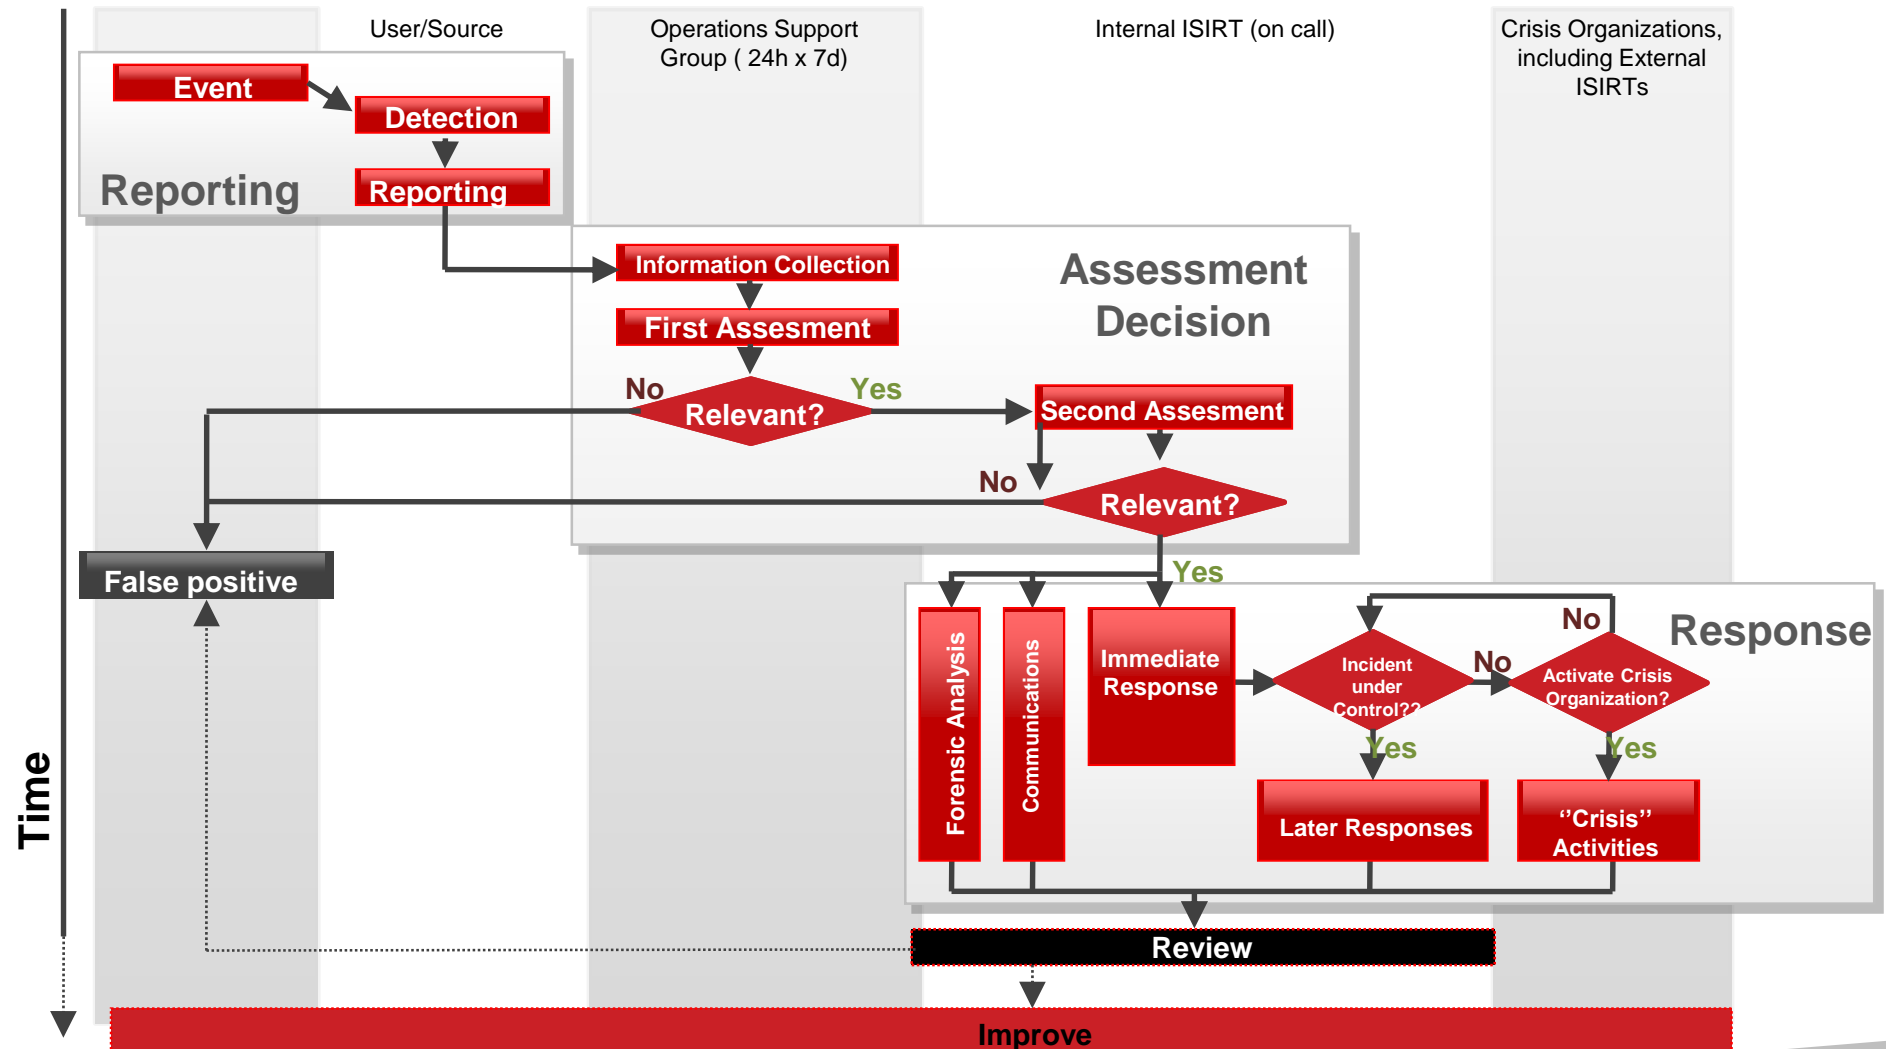 User/Source
Operations Support
Group ( 24h x 7d)
Internal ISIRT (on call)
Crisis Organizations,
including External
ISIRTs
Event
Detection
Reporting
Reporting
Information Collection
Assessment
Decision
First Assesment
No
Yes
Relevant?
Second Assesment
No
Relevant?
Yes
False positive
Response
Forensic Analysis
Communications
Immediate
Response
Incident
under
Control??
No
No
Activate Crisis
Organization?
Yes
Yes
Later Responses
‘’Crisis’’
Activities
Time
Review
Improve